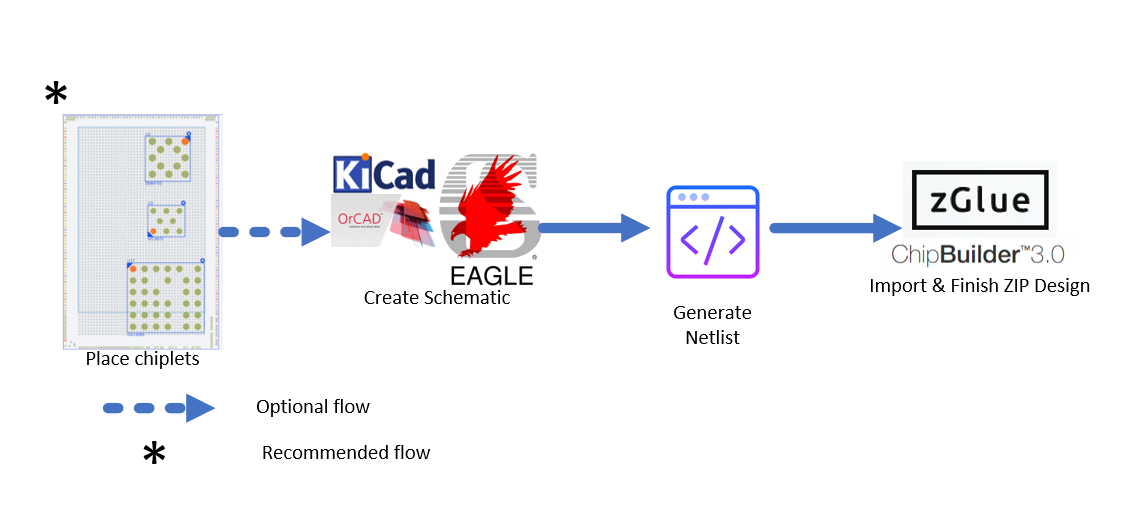 *
KiCad
OrCAD
EAGLE
Create Schematic
</>
Generate
Netlist
zGlue
ChipBuilder™3.0
Import & Finish ZIP Design
Place chiplets
Optional flow
*
Recommended flow